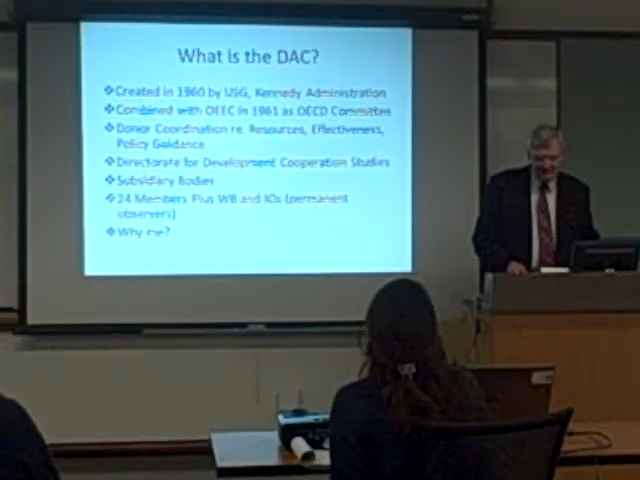 What is the DAC?
❖Created in 1960 by USG, Kennedy Administration
❖Combined with OEEC in 1961 as OECD Committee
❖Donor Coordination re. Resources, Effectiveness,
Policy Guidance
❖Directorate for Development Cooperation Studies
❖Subsidiary Bodies
❖24 Members Plus WB and IOs (permanent
observers)
❖Why me?